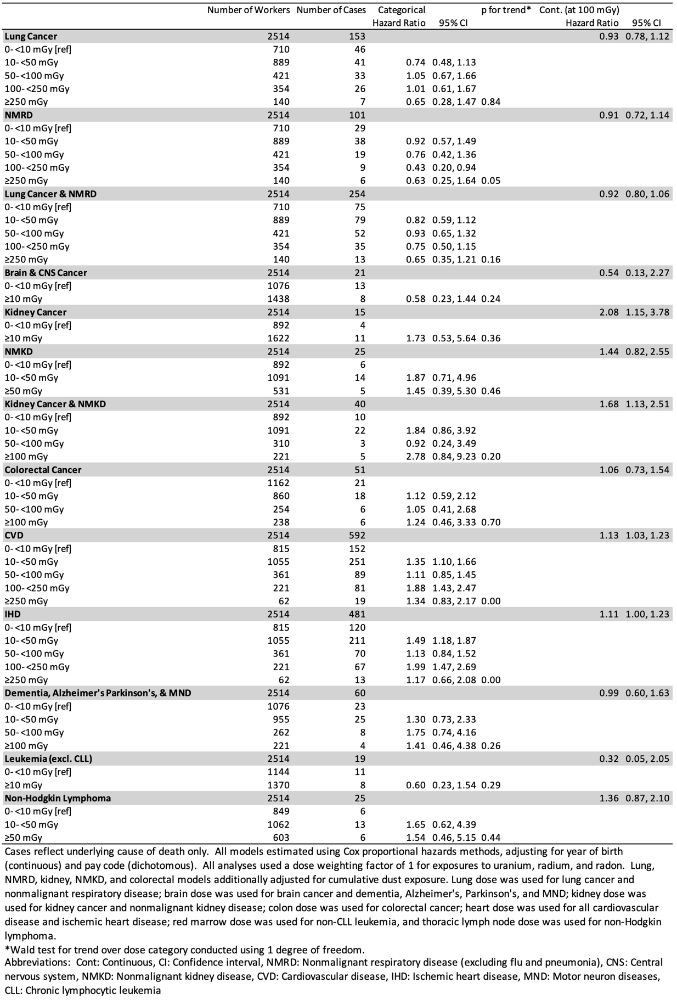 Number of Workers Number of Cases Categorical p for trend* Cont. (at 100 mGy)
Hazard Ratio 95% CI Hazard Ratio 95% CI
Lung Cancer 2514 153 0.93 0.78, 1.12
0-<10 mGy [ref] 710 46
10-<50 mGy 889 41 0.74 0.48, 1.13
50-<100 mGy 421 33 1.05 0.67, 1.66
100-<250 mGy 354 26 1.01 0.61, 1.67
≥250 mGy 140 7 0.65 0.28, 1.47 0.84
NMRD 2514 101 0.91 0.72, 1.14
0-<10 mGy [ref] 710 29
10-<50 mGy 889 38 0.92 0.57, 1.49
50-<100 mGy 421 19 0.76 0.42, 1.36
100-<250 mGy 354 9 0.43 0.20, 0.94
≥250 mGy 140 6 0.63 0.25, 1.64 0.05
Lung Cancer & NMRD 2514 254 0.92 0.80, 1.06
0-<10 mGy [ref] 710 75
10-<50 mGy 889 79 0.82 0.59, 1.12
50-<100 mGy 421 52 0.93 0.65, 1.32
100-<250 mGy 354 35 0.75 0.50, 1.15
≥250 mGy 140 13 0.65 0.35, 1.21 0.16
Brain & CNS Cancer 2514 21 0.54 0.13, 2.27
0-<10 mGy [ref] 1076 13
≥10 mGy 1438 8 0.58 0.23, 1.44 0.24
Kidney Cancer 2514 15 2.08 1.15, 3.78
0-<10 mGy [ref] 892 4
≥10 mGy 1622 11 1.73 0.53, 5.64 0.36
NMKD 2514 25 1.44 0.82, 2.55
0-<10 mGy [ref] 892 6
10-<50 mGy 1091 14 1.87 0.71, 4.96
≥50 mGy 531 5 1.45 0.39, 5.30 0.46
Kidney Cancer & NMKD 2514 40 1.68 1.13, 2.51
0-<10 mGy [ref] 892 10
10-<50 mGy 1091 22 1.84 0.86, 3.92
50-<100 mGy 310 3 0.92 0.24, 3.49
≥100 mGy 221 5 2.78 0.84, 9.23 0.20
Colorectal Cancer 2514 51 1.06 0.73, 1.54
0-<10 mGy [ref] 1162 21
10-<50 mGy 860 18 1.12 0.59, 2.12
50-<100 mGy 254 6 1.05 0.41, 2.68
≥100 mGy 238 6 1.24 0.46, 3.33 0.70
CVD 2514 592 1.13 1.03, 1.23
0-<10 mGy [ref] 815 152
10-<50 mGy 1055 251 1.35 1.10, 1.66
50-<100 mGy 361 89 1.11 0.85, 1.45
100-<250 mGy 221 81 1.88 1.43, 2.47
≥250 mGy 62 19 1.34 0.83, 2.17 0.00
IHD 2514 481 1.11 1.00, 1.23
0-<10 mGy [ref] 815 120
10-<50 mGy 1055 211 1.49 1.18, 1.87
50-<100 mGy 361 70 1.13 0.84, 1.52
100-<250 mGy 221 67 1.99 1.47, 2.69
≥250 mGy 62 13 1.17 0.66, 2.08 0.00
Dementia, Alzheimer's Parkinson's, & MND 2514 60 0.99 0.60, 1.63
0-<10 mGy [ref] 1076 23
10-<50 mGy 955 25 1.30 0.73, 2.33
50-<100 mGy 262 8 1.75 0.74, 4.16
≥100 mGy 221 4 1.41 0.46, 4.38 0.26
Leukemia (excl. CLL) 2514 19 0.32 0.05, 2.05
0-<10 mGy [ref] 1144 11
≥10 mGy 1370 8 0.60 0.23, 1.54 0.29
Non-Hodgkin Lymphoma 2514 25 1.36 0.87, 2.10
0-<10 mGy [ref] 849 6
10-<50 mGy 1062 13 1.65 0.62, 4.39
≥50 mGy 603 6 1.54 0.46, 5.15 0.44
Cases reflect underlying cause of death only. All models estimated using Cox proportional hazards methods, adjusting for year of birth
(continuous) and pay code (dichotomous). All analyses used a dose weighting factor of 1 for exposures to uranium, radium, and radon. Lung,
NMRD, kidney, NMKD, and colorectal models additionally adjusted for cumulative dust exposure. Lung dose was used for lung cancer and
nonmalignant respiratory disease; brain dose was used for brain cancer and dementia, Alzheimer's, Parkinson's, and MND; kidney dose was
used for kidney cancer and nonmalignant kidney disease; colon dose was used for colorectal cancer; heart dose was used for all cardiovascular
disease and ischemic heart disease; red marrow dose was used for non-CLL leukemia, and thoracic lymph node dose was used for non-Hodgkin
lymphoma.
*Wald test for trend over dose category conducted using 1 degree of freedom.
Abbreviations: Cont: Continuous, CI: Confidence interval, NMRD: Nonmalignant respiratory disease (excluding flu and pneumonia), CNS: Central
nervous system, NMKD: Nonmalignant kidney disease, CVD: Cardiovascular disease, IHD: Ischemic heart disease, MND: Motor neuron diseases,
CLL: Chronic lymphocytic leukemia